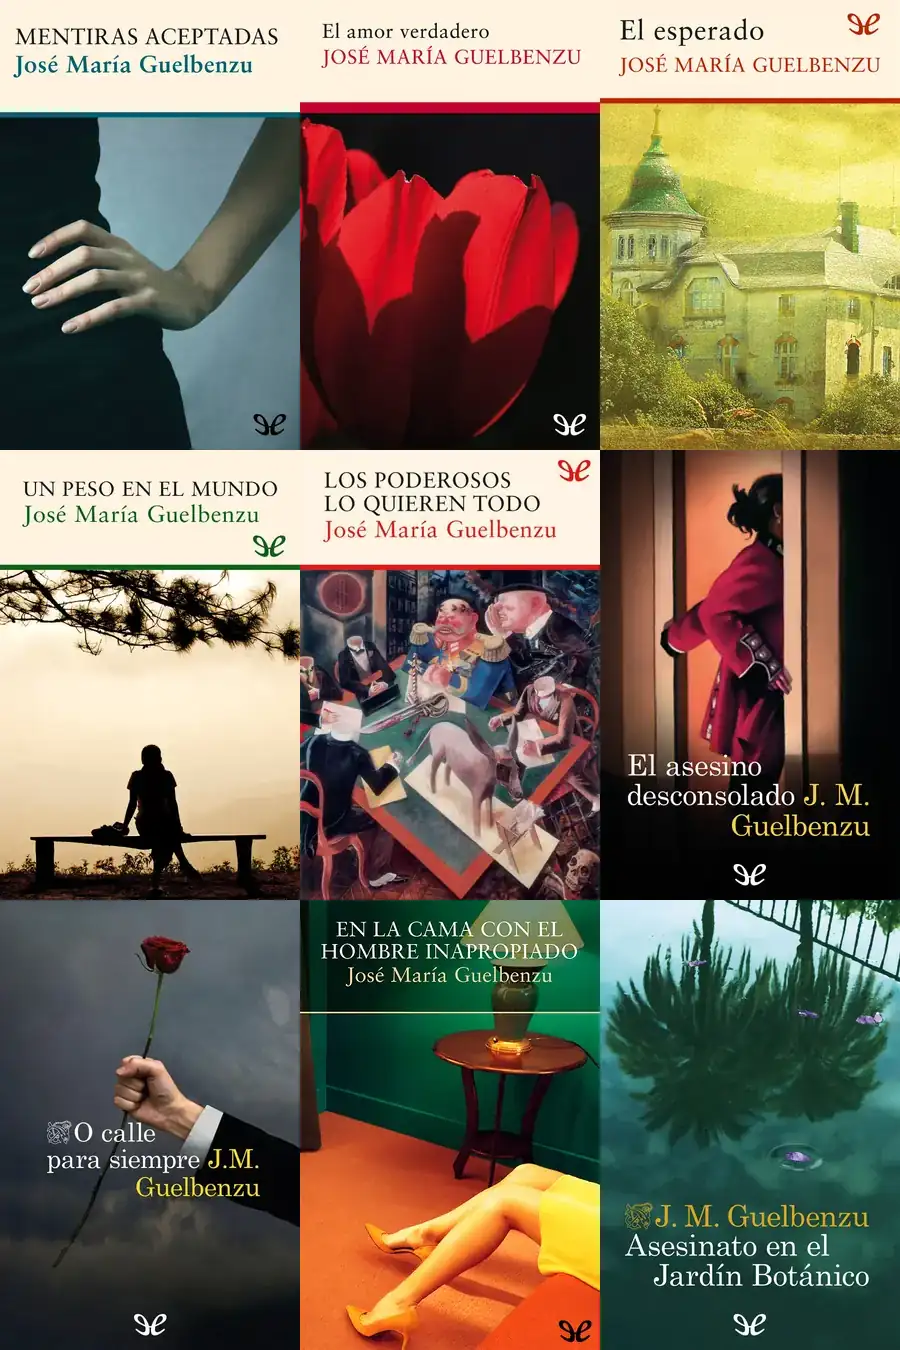 MENTIRAS ACEPTADAS
José María Guelbenzu
El amor verdadero
JOSÉ MARÍA GUELBENZU
El esperado
JOSÉ MARÍA GUELBENZU
UN PESO EN EL MUNDO
José María Guelbenzu
LOS PODEROSOS
LO QUIEREN TODO
José María Guelbenzu
El asesino
desconsolado J. M.
Guelbenzu
O calle
para siempre J.M.
Guelbenzu
EN LA CAMA CON EL
HOMBRE INAPROPIADO
José María Guelbenzu
J. M. Guelbenzu
Asesinato en el
Jardín Botánico